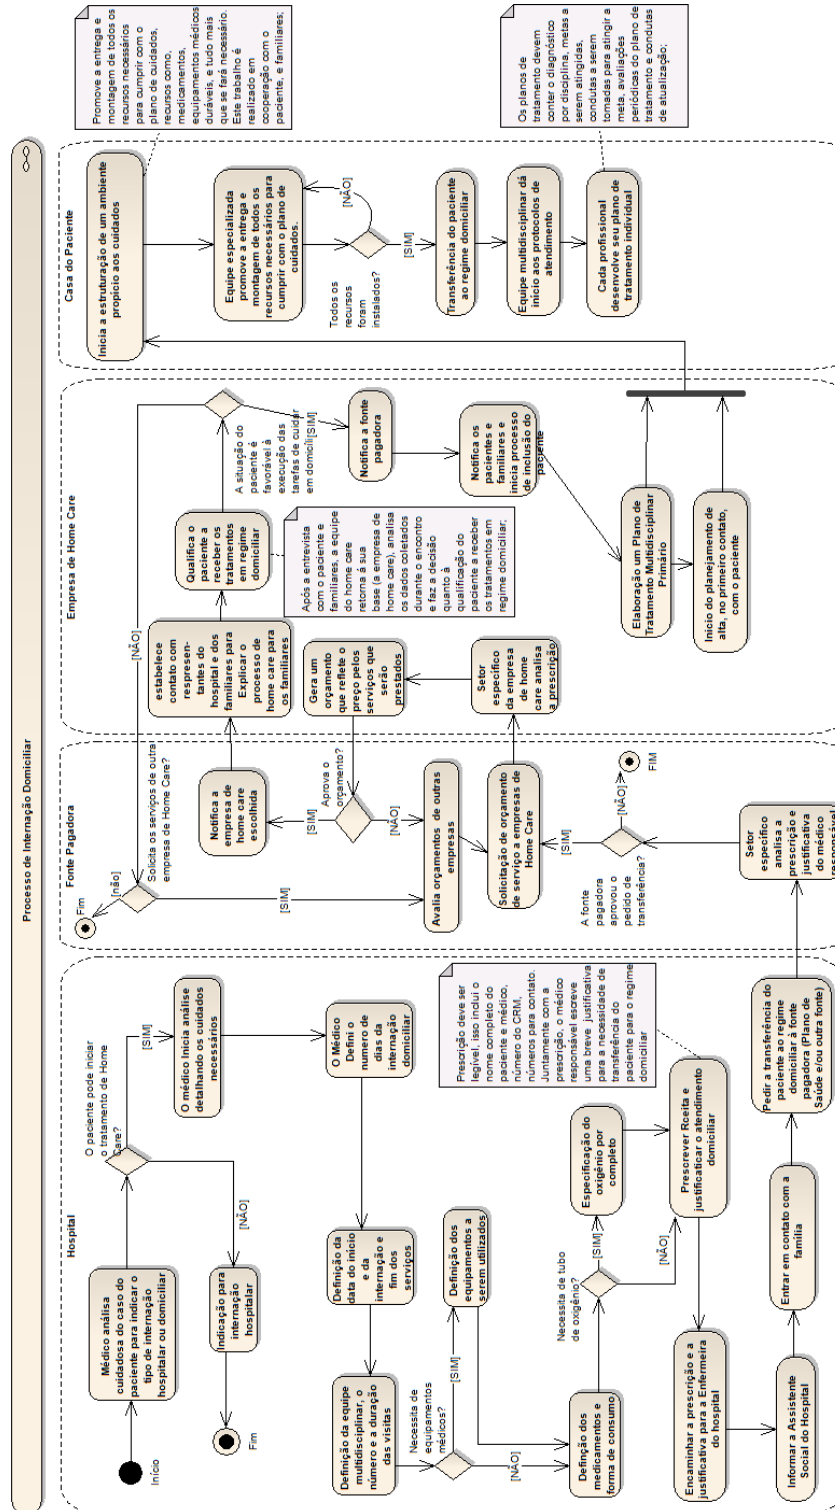 Processo de Internação Domiciliar
Hospital
Início
Médico análisa
cuidadosa do caso do
paciente para indicar o
tipo de internação
hospitalar ou domiciliar
O paciente pode iniciar
o tratamento de Home
Care?
[SIM]
[NÃO]
Indicação para
internação
hospitalar
Fim
O médico Inicia análise
detalhando os cuidados
necessários
O Médico
Defini o numero de
dias da
internação
domiciliar
Definição da
data do início
e da
internação e
fim dos
serviços
Definição da equipe
multidisciplinar, o
número e a duração
das visitas
Necessita de
equipamentos
médicos?
[SIM]
[NÃO]
Definição dos
equipamentos a
serem utilizados
Definição dos
medicamentos e
forma de consumo
Necessita de tubo
de oxigênio?
[SIM]
[NÃO]
Especificação do
oxigênio por
completo
Prescrever Rceita e
justificaticar o atendimento
domiciliar
Prescrição deve ser
legível, isso inclui o
nome completo do
paciente e médico,
número do CRM,
números para contato.
Juntamente com a
prescrição, o médico
responsável escreve
uma breve justificativa
para a necessidade de
transferência do
paciente para o regime
domiciliar
Encaminhar a prescrição e a
justificativa para a Enfermeira
do hospital
Informar a Assistente
Social do Hospital
Entrar em contato com a
família
Pedir a transferência do
paciente ao regime
domiciliar à fonte
pagadora (Plano de
Saúde e/ou outra fonte)
Fonte Pagadora
Fim
[não]
Solicita os serviços de outra
empresa de Home Care?
[SIM]
Notifica a
empresa de
home care
escolhida
[SIM]
Aprova o
orçamento?
[NÃO]
Avalia orçamentos de outras
empresas
Solicitação de orçamento
de serviço a empresas de
Home Care
[SIM]
A fonte
pagadora
aprovou o
pedido de
transferência?
[NÃO]
FIM
Setor
específico
analisa a
prescrição e
justificativa
do médico
responsável
Empresa de Home Care
[NÃO]
estabelece
contato com
respresen-
tantes do
hospital e dos
familiares para
Explicar o
processo de
home care para
os familiares
Qualifica o
paciente a
receber os
tratamentos
em regime
domiciliar
A situação do
paciente é
favorável à
execução das
tarefas de cuidar
em domicíli
[SIM]
Após a entrevista
com o paciente e
familiares, a equipe
do home care
retorna à sua
base (a empresa de
home care), analisa
os dados coletados
durante o encontro
e faz a decisão
quanto à
qualificação do
paciente a receber
os tratamentos em
regime domiciliar;
Notifica a fonte
pagadora
Notifica os
pacientes e
familiares e
inicia processo
de inclusão do
paciente
Gera um
orçamento
que reflete o
preço pelos
serviços que
serão
prestados
Setor
específico
da empresa
de home
care analisa
a prescrição
Elaboração um Plano de
Tratamento Multidisciplinar
Primário
Início do planejamento de
alta, no primeiro contato,
com o paciente
Casa do Paciente
Inicia a estruturação de um ambiente
propício aos cuidados
Promove a entrega e
montagem de todos os
recursos necessários
para cumprir com o
plano de cuidados,
recursos como,
medicamentos,
equipamentos médicos
duráveis, e tudo mais
que se fará necessário.
Este trabalho é
realizado em
cooperação com o
paciente, e familiares;
Equipe especializada
promove a entrega e
montagem de todos os
recursos necessários para
cumprir com o plano de
cuidados.
[NÃO]
Todos os
recursos
foram
instalados?
[SIM]
Transferência do paciente
ao regime domiciliar
Equipe multidisciplinar dá
início aos protocolos de
atendimento
Cada profissional
desenvolve seu plano de
tratamento individual
Os planos de
tratamento devem
conter o diagnóstico
por disciplina, metas a
serem atingidas,
condutas a serem
tomadas para atingir a
meta, avaliações
periódicas do plano de
tratamento e condutas
de atualização;